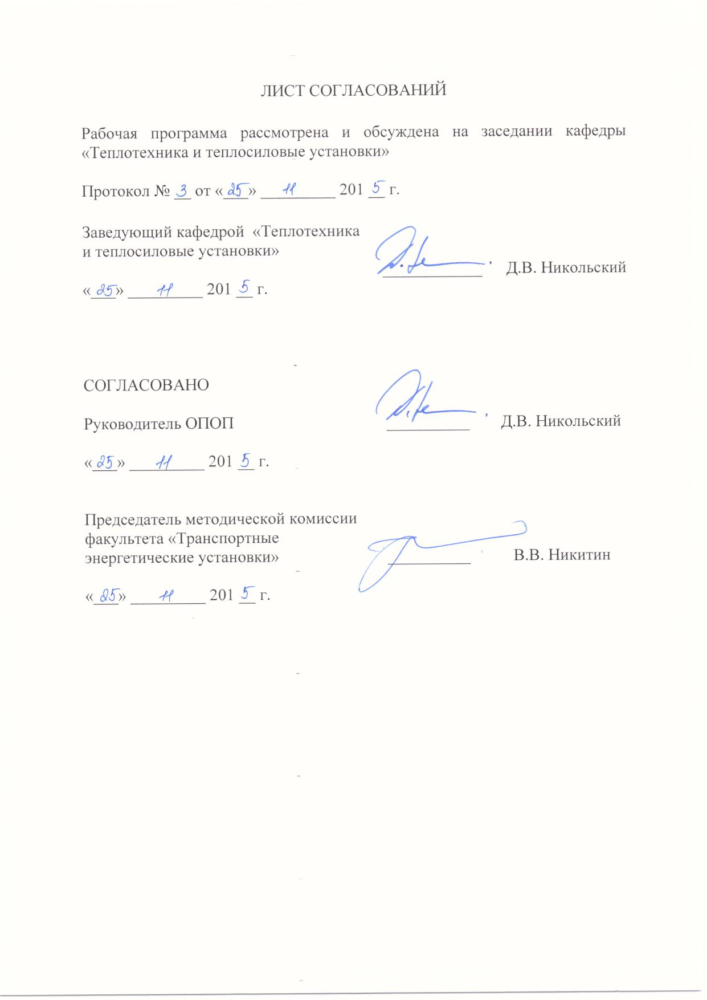 ЛИСТ СОГЛАСОВАНИЙ
Рабочая программа рассмотрена и обсуждена на заседании кафедры
«Теплотехника и теплосиловые установки»
Протокол № 3 от «25» 11 2015 г.
Заведующий кафедрой «Теплотехника
и теплосиловые установки»
Д.В. Никольский
«25» 11 2015 г.
СОГЛАСОВАНО
Руководитель ОПОП Д.В. Никольский
«25» 11 2015 г.
Председатель методической комиссии
факультета «Транспортные
энергетические установки» В.В. Никитин
«25» 11 2015 г.